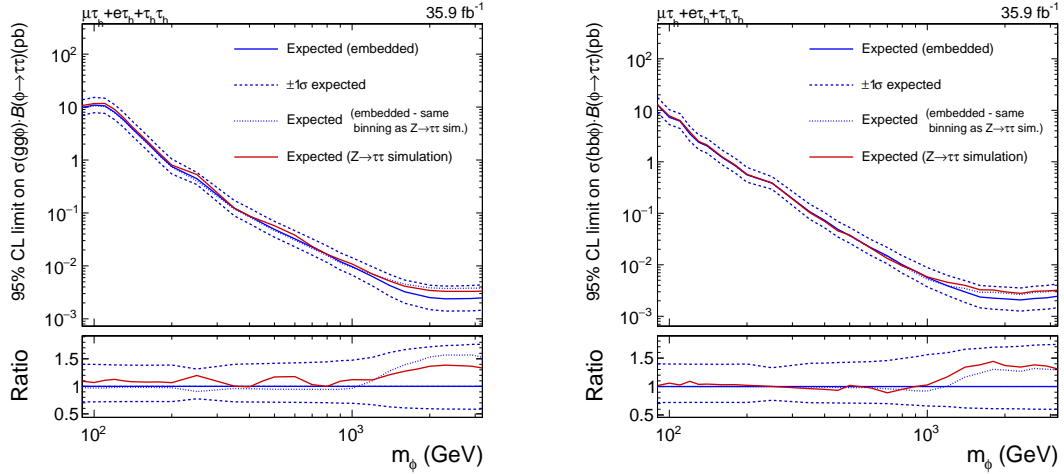 μτh+eτh+τhτh 35.9 fb⁻¹
95% CL limit on σ(ggϕ)·B(ϕ→ττ)(pb)
10²
10
1
10⁻¹
10⁻²
10⁻³
Expected (embedded)
±1σ expected
Expected (embedded - same binning as Z→ττ sim.)
Expected (Z→ττ simulation)
Ratio
1.5
1
0.5
10² 10³
mϕ (GeV)
μτh+eτh+τhτh 35.9 fb⁻¹
95% CL limit on σ(bbϕ)·B(ϕ→ττ)(pb)
10²
10
1
10⁻¹
10⁻²
10⁻³
Expected (embedded)
±1σ expected
Expected (embedded - same binning as Z→ττ sim.)
Expected (Z→ττ simulation)
Ratio
1.5
1
0.5
10² 10³
mϕ (GeV)